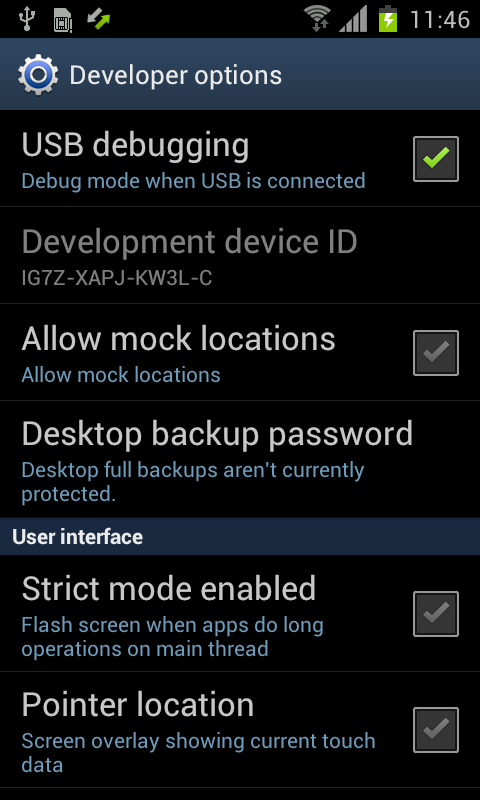 11:46
Developer options
USB debugging
Debug mode when USB is connected
Development device ID
IG7Z-XAPJ-KW3L-C
Allow mock locations
Allow mock locations
Desktop backup password
Desktop full backups aren't currently
protected.
User interface
Strict mode enabled
Flash screen when apps do long
operations on main thread
Pointer location
Screen overlay showing current touch
data